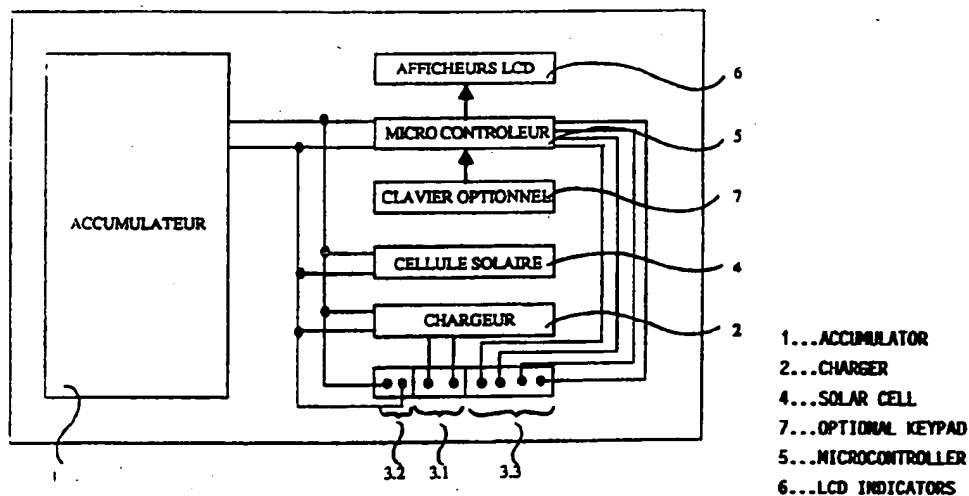 AFFICHEURS LCD
6
MICRO CONTROLEUR
5
CLAVIER OPTIONNEL
7
ACCUMULATEUR
CELLULE SOLAIRE
4
CHARGEUR
2
3.2
3.1
3.3
1
1...ACCUMULATOR
2...CHARGER
4...SOLAR CELL
7...OPTIONAL KEYPAD
5...MICROCONTROLLER
6...LCD INDICATORS